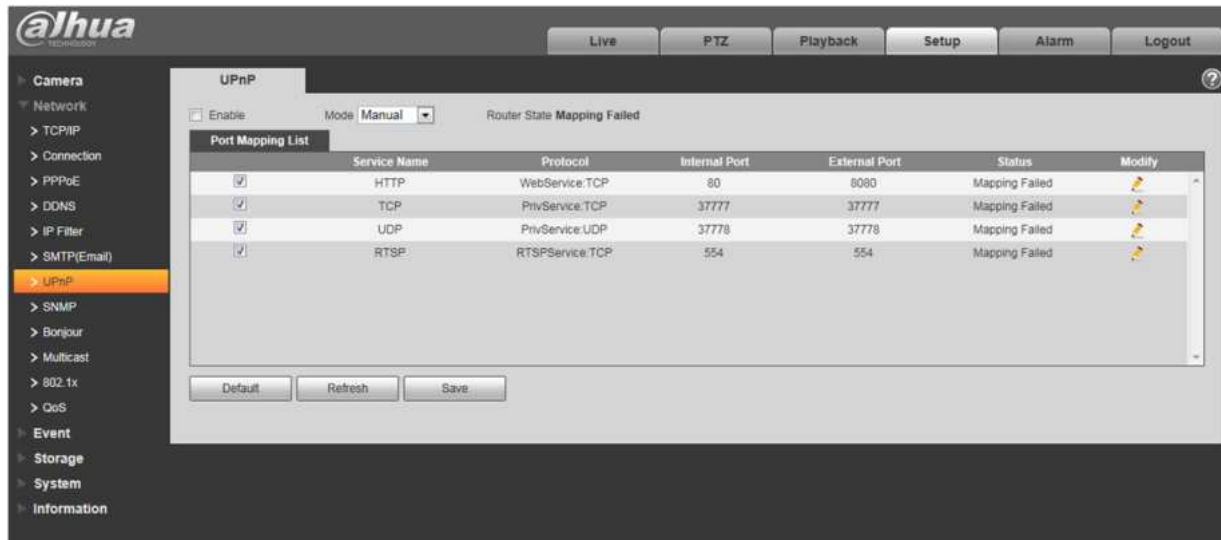 alhua
TECHNOLOGY
Live PTZ Playback Setup Alarm Logout
Camera
Network
> TCP/IP
> Connection
> PPPoE
> DDNS
> IP Filter
> SMTP(Email)
> UPnP
> SNMP
> Bonjour
> Multicast
> 802.1x
> QoS
Event
Storage
System
Information
UPnP
?
Enable Mode Manual Router State Mapping Failed
Port Mapping List
Service Name Protocol Internal Port External Port Status Modify
HTTP WebService:TCP 80 8080 Mapping Failed
TCP PrivService:TCP 37777 37777 Mapping Failed
UDP PrivService:UDP 37778 37778 Mapping Failed
RTSP RTSPService:TCP 554 554 Mapping Failed
Default Refresh Save